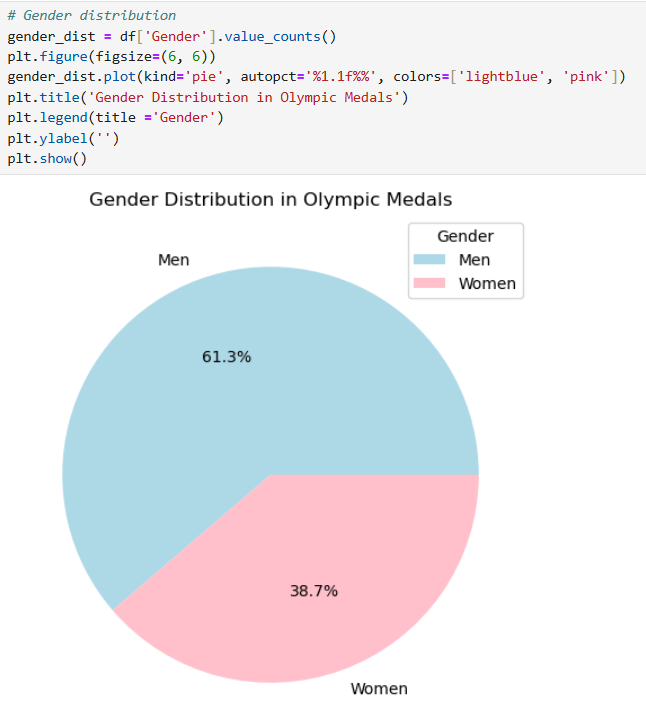 # Gender distribution
gender_dist = df['Gender'].value_counts()
plt.figure(figsize=(6, 6))
gender_dist.plot(kind='pie', autopct='%1.1f%%', colors=['lightblue', 'pink'])
plt.title('Gender Distribution in Olympic Medals')
plt.legend(title ='Gender')
plt.ylabel('')
plt.show()
Gender Distribution in Olympic Medals
Gender
Men
Women
Men
61.3%
38.7%
Women